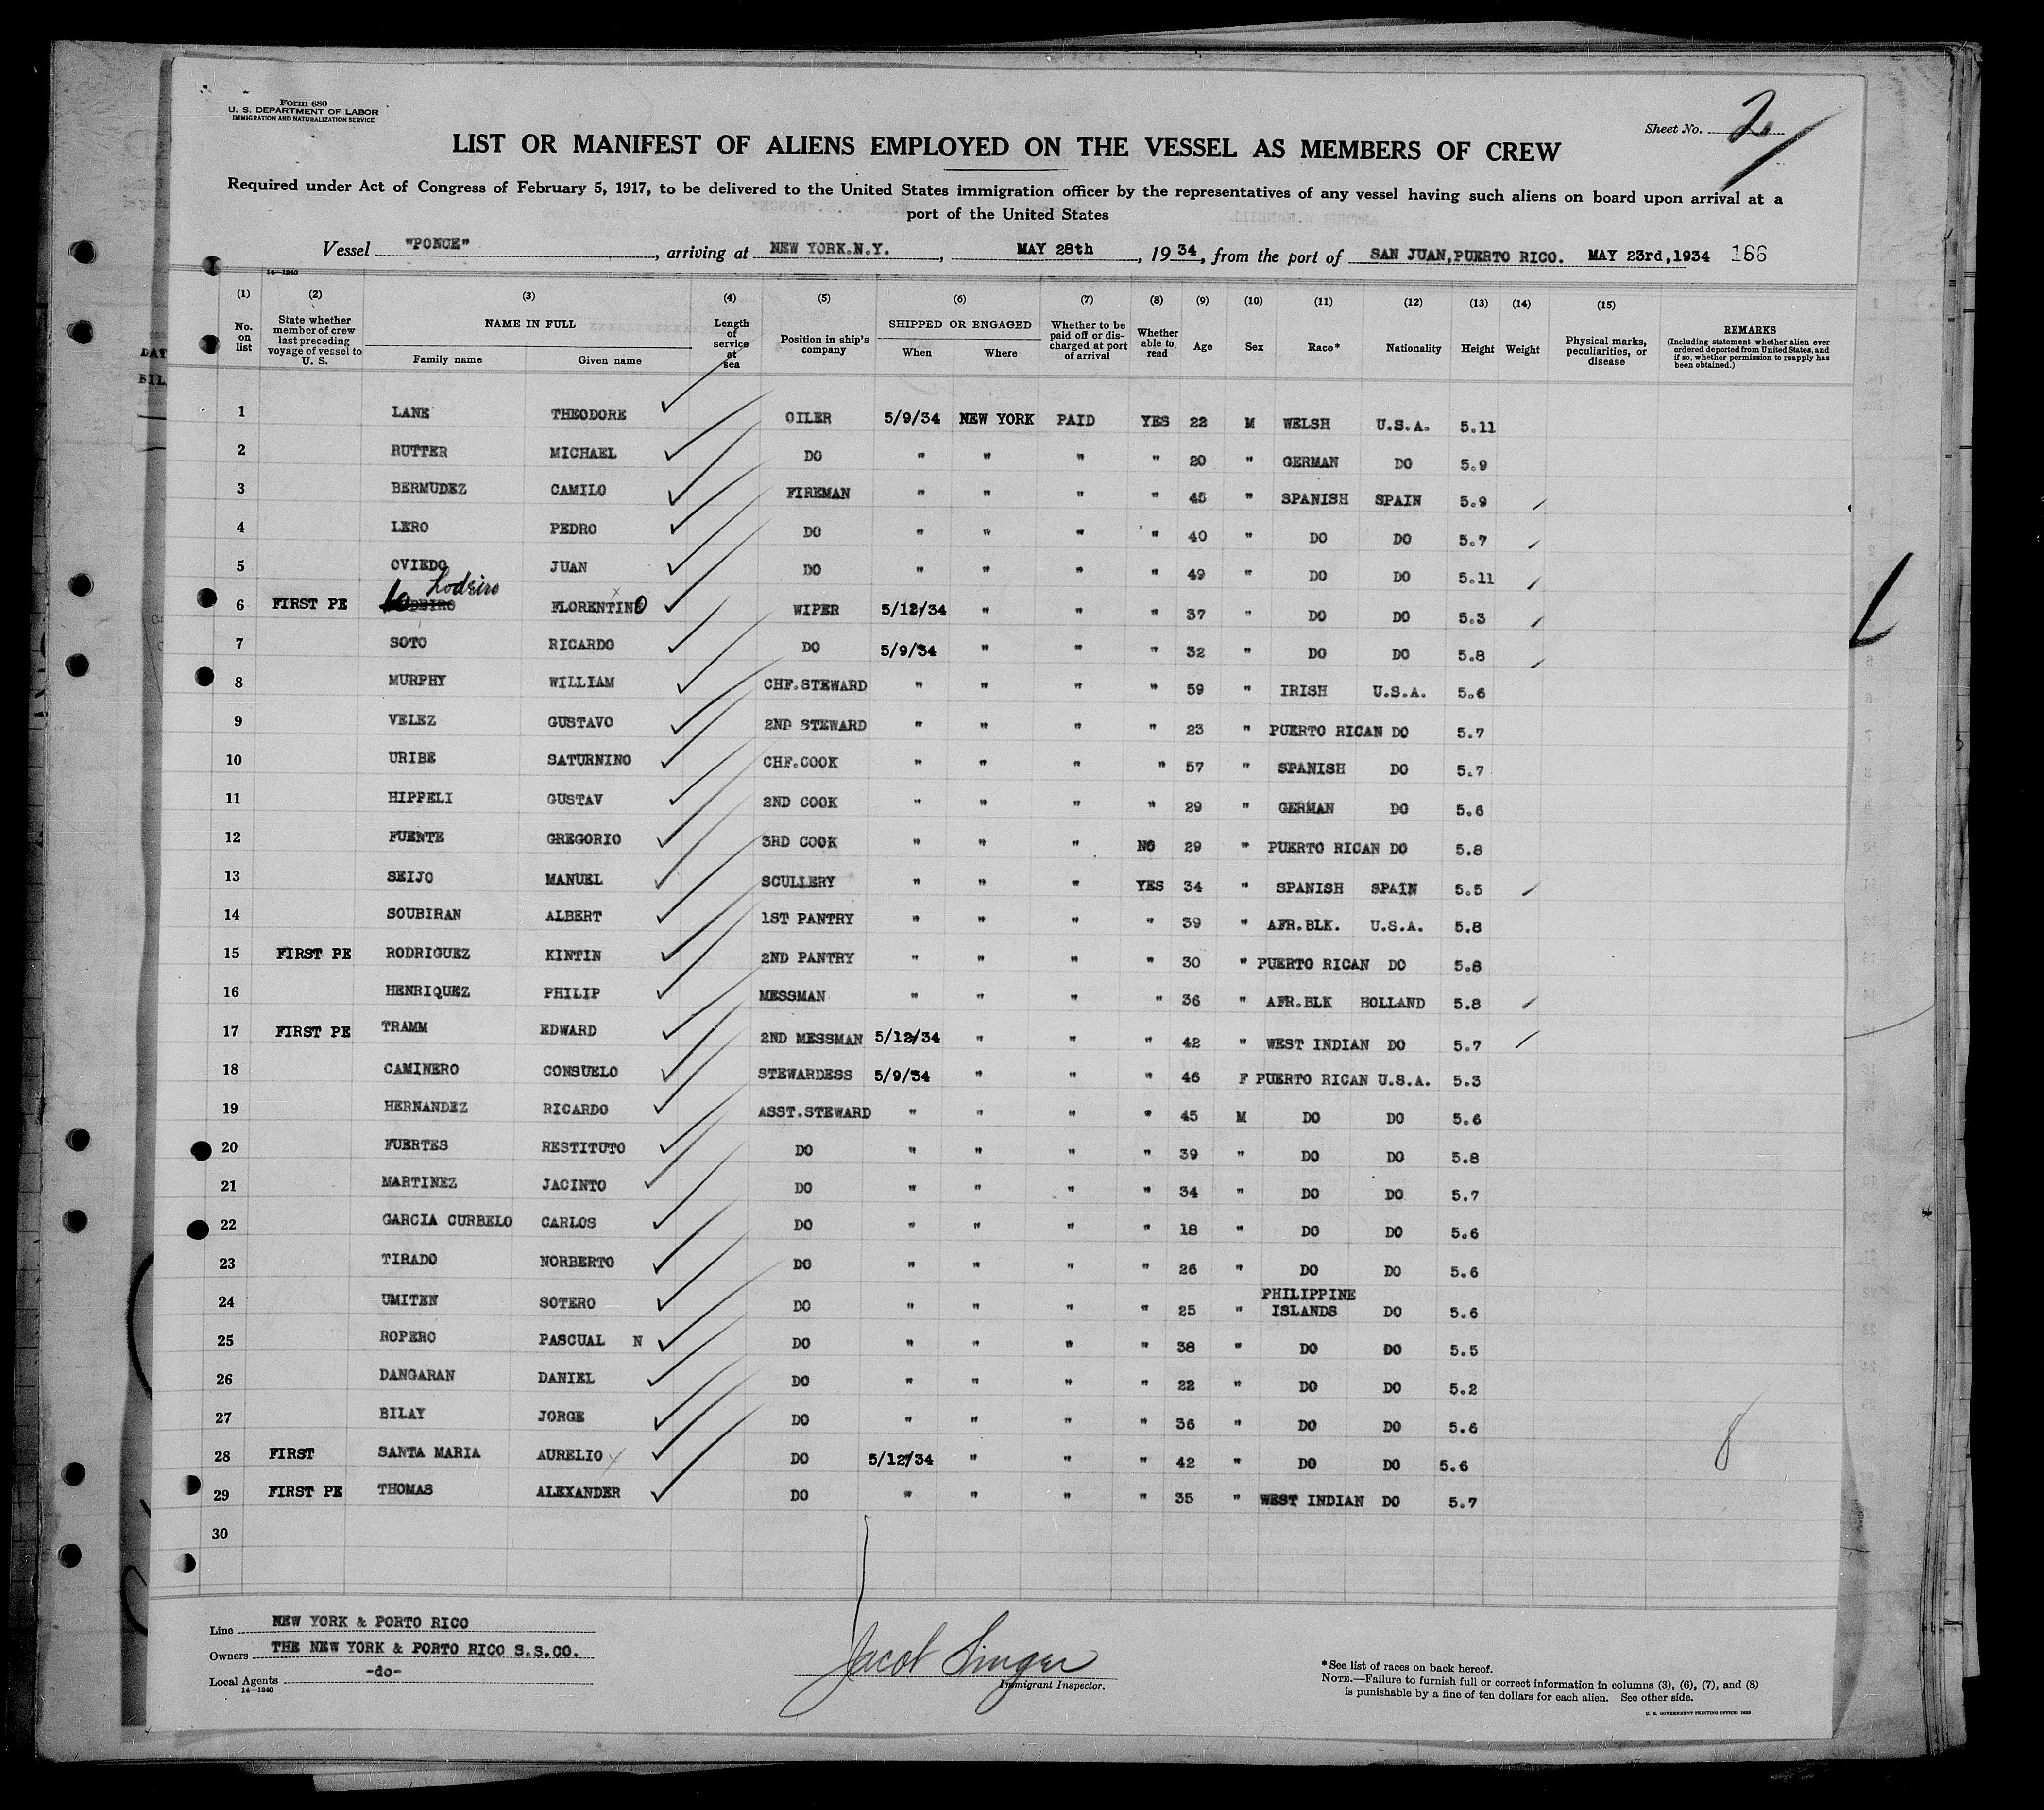 Form 680
U. S. DEPARTMENT OF LABOR
IMMIGRATION AND NATURALIZATION SERVICE
Sheet No. 2
LIST OR MANIFEST OF ALIENS EMPLOYED ON THE VESSEL AS MEMBERS OF CREW
Required under Act of Congress of February 5, 1917, to be delivered to the United States immigration officer by the representatives of any vessel having such aliens on board upon arrival at a
port of the United States
Vessel "PONCE", arriving at NEW YORK.N.Y., MAY 28th, 1934, from the port of SAN JUAN,PUERTO RICO. MAY 23rd,1934 166
14—1240
(1) (2) (3) (4) (5) (6) (7) (8) (9) (10) (11) (12) (13) (14) (15)
No. on list State whether member of crew last preceding voyage of vessel to U. S. NAME IN FULL Family name Given name Length of service at sea Position in ship's company SHIPPED OR ENGAGED When Where Whether to be paid off or discharged at port of arrival Whether able to read Age Sex Race* Nationality Height Weight Physical marks, peculiarities, or disease REMARKS (Including statement whether alien ever ordered deported from United States, and if so, whether permission to reapply has been obtained.)
1 LANE THEODORE OILER 5/9/34 NEW YORK PAID YES 22 M WELSH U.S.A. 5.11
2 RUTTER MICHAEL DO " " " " 20 " GERMAN DO 5.9
3 BERMUDEZ CAMILO FIREMAN " " " " 45 " SPANISH SPAIN 5.9
4 LERO PEDRO DO " " " " 40 " DO DO 5.7
5 OVIEDO JUAN DO " " " " 49 " DO DO 5.11
Lodeiro
6 FIRST PE FLORENTINO WIPER 5/12/34 " " " 37 " DO DO 5.3
7 SOTO RICARDO DO 5/9/34 " " " 32 " DO DO 5.8
8 MURPHY WILLIAM CHF.STEWARD " " " " 59 " IRISH U.S.A. 5.6
9 VELEZ GUSTAVO 2ND STEWARD " " " " 23 " PUERTO RICAN DO 5.7
10 URIBE SATURNINO CHF.COOK " " " " 57 " SPANISH DO 5.7
11 HIPPELI GUSTAV 2ND COOK " " " " 29 " GERMAN DO 5.6
12 FUENTE GREGORIO 3RD COOK " " " NO 29 " PUERTO RICAN DO 5.8
13 SEIJO MANUEL SCULLERY " " " YES 34 " SPANISH SPAIN 5.5
14 SOUBIRAN ALBERT 1ST PANTRY " " " " 39 " AFR.BLK. U.S.A. 5.8
15 FIRST PE RODRIGUEZ KINTIN 2ND PANTRY " " " " 30 " PUERTO RICAN DO 5.8
16 HENRIQUEZ PHILIP MESSMAN " " " " 36 " AFR.BLK HOLLAND 5.8
17 FIRST PE TRAMM EDWARD 2ND MESSMAN 5/12/34 " " " 42 " WEST INDIAN DO 5.7
18 CAMINERO CONSUELO STEWARDESS 5/9/34 " " " 46 F PUERTO RICAN U.S.A. 5.3
19 HERNANDEZ RICARDO ASST.STEWARD " " " " 45 M DO DO 5.6
20 FUERTES RESTITUTO DO " " " " 39 " DO DO 5.8
21 MARTINEZ JACINTO DO " " " " 34 " DO DO 5.7
22 GARCIA CURBELO CARLOS DO " " " " 18 " DO DO 5.6
23 TIRADO NORBERTO DO " " " " 26 " DO DO 5.6
24 UMITEN SOTERO DO " " " " 25 " PHILIPPINE ISLANDS DO 5.6
25 ROPERO PASCUAL N DO " " " " 38 " DO DO 5.5
26 DANGARAN DANIEL DO " " " " 22 " DO DO 5.2
27 BILAY JORGE DO " " " " 36 " DO DO 5.6
28 FIRST SANTA MARIA AURELIO DO 5/12/34 " " " 42 " DO DO 5.6
29 FIRST PE THOMAS ALEXANDER DO " " " " 35 " WEST INDIAN DO 5.7
30
Line NEW YORK & PORTO RICO
Owners THE NEW YORK & PORTO RICO S.S.CO.
Local Agents -do-
14—1240
Jacob Singer
Immigrant Inspector.
*See list of races on back hereof.
NOTE.—Failure to furnish full or correct information in columns (3), (6), (7), and (8)
is punishable by a fine of ten dollars for each alien. See other side.
U. S. GOVERNMENT PRINTING OFFICE: